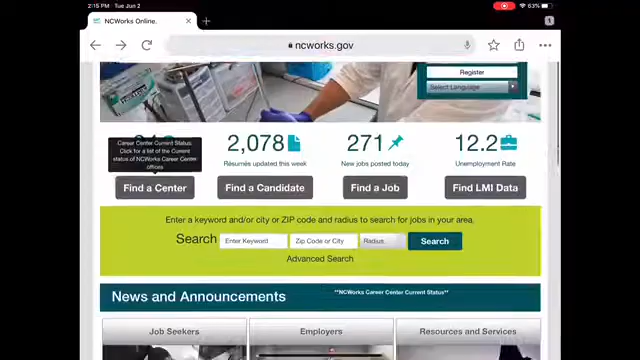 2:15 PM Tue Jun 2
63%
NCWorks Online.
ncworks.gov
Register
Select Language
Career Center Current Status:
Click for a list of the Current
status of NCWorks Career Center
offices
2,078
Résumés updated this week
271
New jobs posted today
12.2
Unemployment Rate
Find a Center
Find a Candidate
Find a Job
Find LMI Data
Enter a keyword and/or city or ZIP code and radius to search for jobs in your area.
Search
Enter Keyword
Zip Code or City
Radius
Search
Advanced Search
News and Announcements
**NCWorks Career Center Current Status**
Job Seekers
Employers
Resources and Services